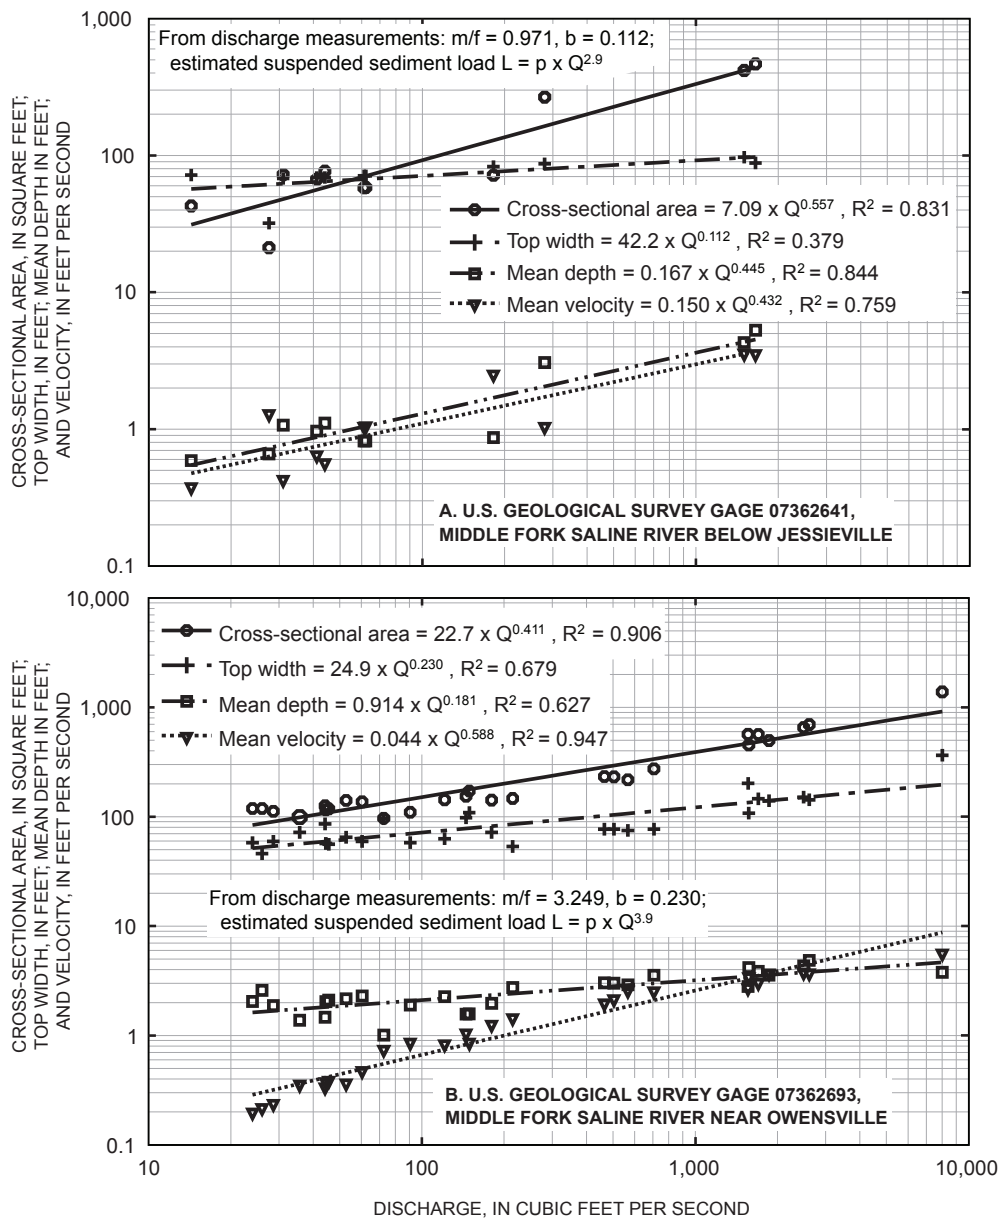 CROSS-SECTIONAL AREA, IN SQUARE FEET;
TOP WIDTH, IN FEET; MEAN DEPTH IN FEET;
AND VELOCITY, IN FEET PER SECOND
1,000
100
10
1
0.1
From discharge measurements: m/f = 0.971, b = 0.112;
estimated suspended sediment load L = p x Q^2.9
Cross-sectional area = 7.09 x Q^0.557 , R² = 0.831
Top width = 42.2 x Q^0.112 , R² = 0.379
Mean depth = 0.167 x Q^0.445 , R² = 0.844
Mean velocity = 0.150 x Q^0.432 , R² = 0.759
A. U.S. GEOLOGICAL SURVEY GAGE 07362641,
MIDDLE FORK SALINE RIVER BELOW JESSIEVILLE
CROSS-SECTIONAL AREA, IN SQUARE FEET;
TOP WIDTH, IN FEET; MEAN DEPTH, IN FEET;
AND VELOCITY, IN FEET PER SECOND
10,000
1,000
100
10
1
0.1
Cross-sectional area = 22.7 x Q^0.411 , R² = 0.906
Top width = 24.9 x Q^0.230 , R² = 0.679
Mean depth = 0.914 x Q^0.181 , R² = 0.627
Mean velocity = 0.044 x Q^0.588 , R² = 0.947
From discharge measurements: m/f = 3.249, b = 0.230;
estimated suspended sediment load L = p x Q^3.9
B. U.S. GEOLOGICAL SURVEY GAGE 07362693,
MIDDLE FORK SALINE RIVER NEAR OWENSVILLE
10 100 1,000 10,000
DISCHARGE, IN CUBIC FEET PER SECOND